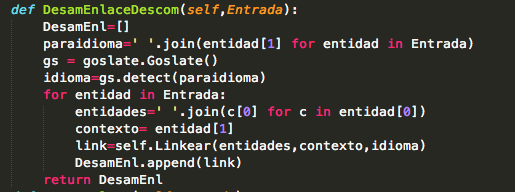 def DesamEnlaceDescom(self,Entrada):
    DesamEnl=[]
    paraidioma=' '.join(entidad[1] for entidad in Entrada)
    gs = goslate.Goslate()
    idioma=gs.detect(paraidioma)
    for entidad in Entrada:
        entidades=' '.join(c[0] for c in entidad[0])
        contexto= entidad[1]
        link=self.Linkear(entidades,contexto,idioma)
        DesamEnl.append(link)
    return DesamEnl